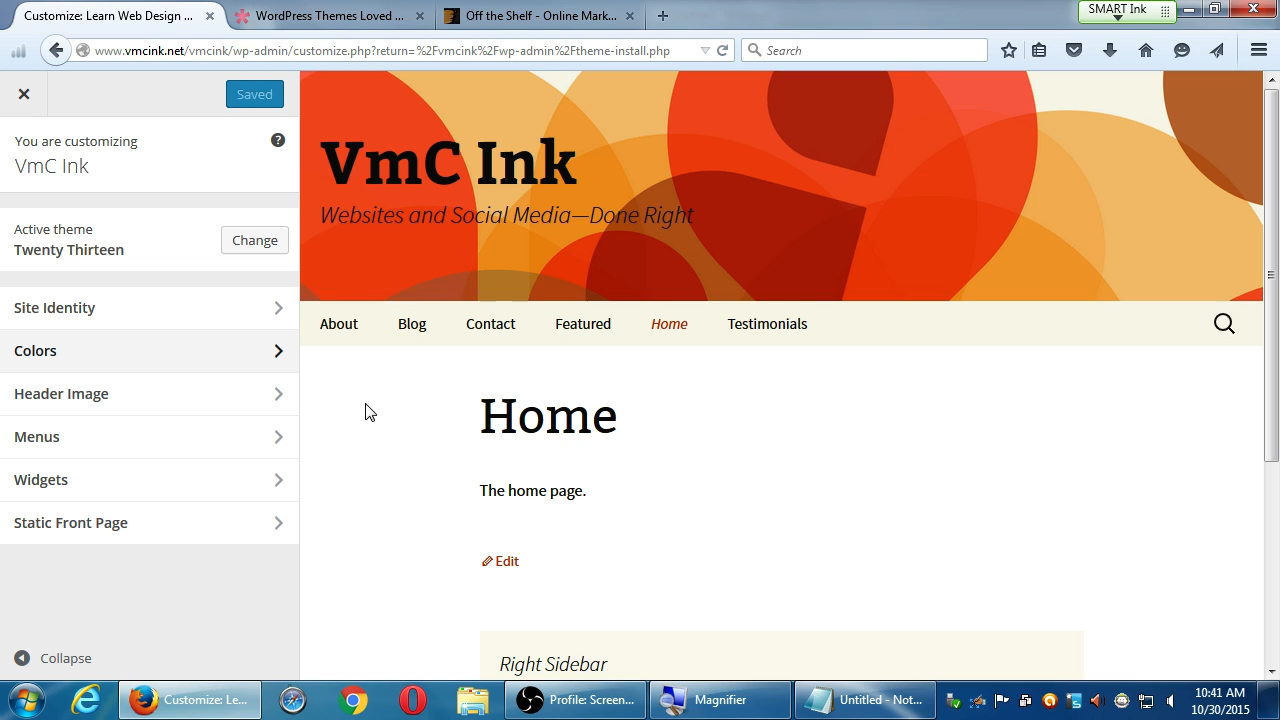 Customize: Learn Web Design ...
WordPress Themes Loved ...
Off the Shelf - Online Mark...
SMART Ink
www.vmcink.net/vmcink/wp-admin/customize.php?return=%2Fvmcink%2Fwp-admin%2Ftheme-install.php
Search
Saved
You are customizing
VmC Ink
Active theme
Twenty Thirteen
Change
Site Identity
Colors
Header Image
Menus
Widgets
Static Front Page
Collapse
VmC Ink
Websites and Social Media—Done Right
About Blog Contact Featured Home Testimonials
Home
The home page.
Edit
Right Sidebar
Customize: Le...
Profile: Screen...
Magnifier
Untitled - Not...
10:41 AM
10/30/2015